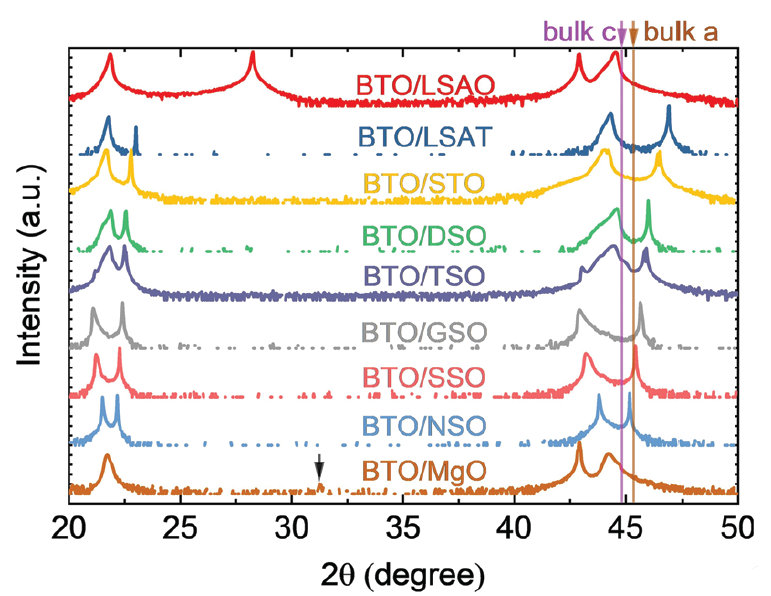 bulk c bulk a
BTO/LSAO
BTO/LSAT
BTO/STO
BTO/DSO
BTO/TSO
BTO/GSO
BTO/SSO
BTO/NSO
BTO/MgO
Intensity (a.u.)
20 25 30 35 40 45 50
2θ (degree)